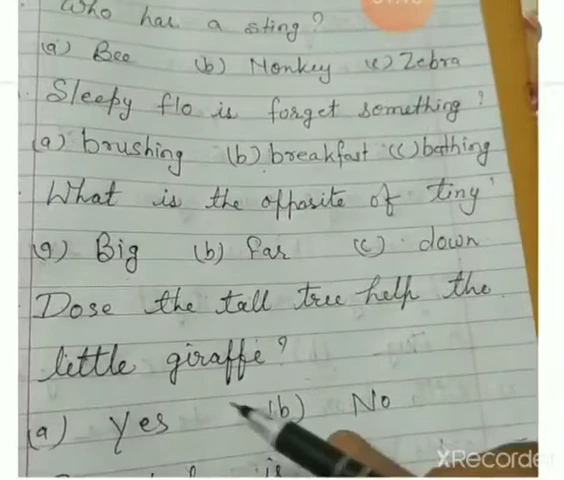 Who has a sting?
(a) Bee (b) Monkey (c) Zebra
Sleepy flo is forget something?
(a) brushing (b) breakfast (c) bathing
What is the opposite of tiny'
(a) Big (b) far (c) down
Dose the tall tree help the
little giraffe?
(a) Yes (b) No
is
XRecorder